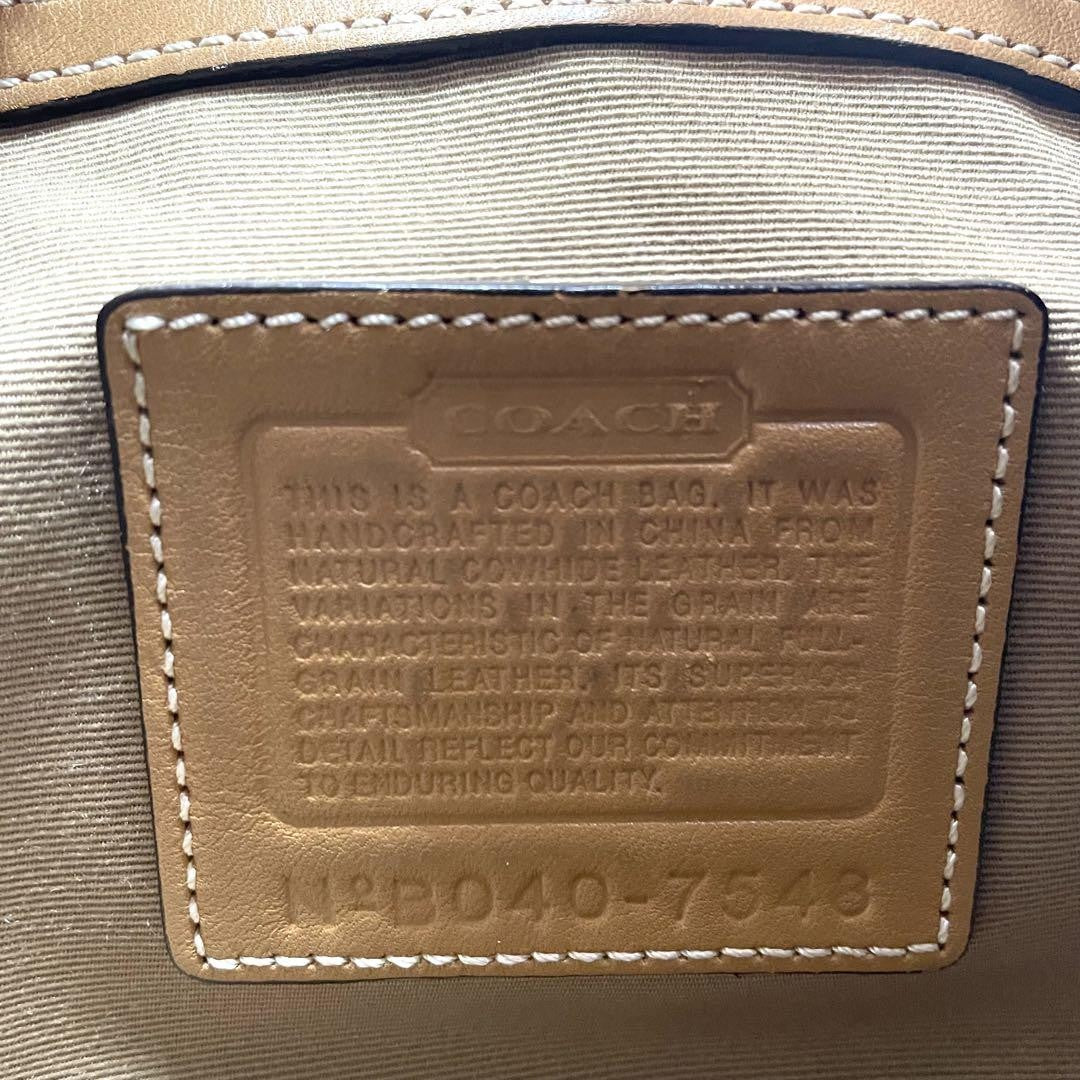 COACH
THIS IS A COACH BAG. IT WAS
HANDCRAFTED IN CHINA FROM
NATURAL COWHIDE LEATHER. THE
VARIATIONS IN THE GRAIN ARE
CHARACTERISTIC OF NATURAL FULL-
GRAIN LEATHER. ITS SUPERIOR
CRAFTSMANSHIP AND ATTENTION TO
DETAIL REFLECT OUR COMMITMENT
TO ENDURING QUALITY.
Nº B040-7548